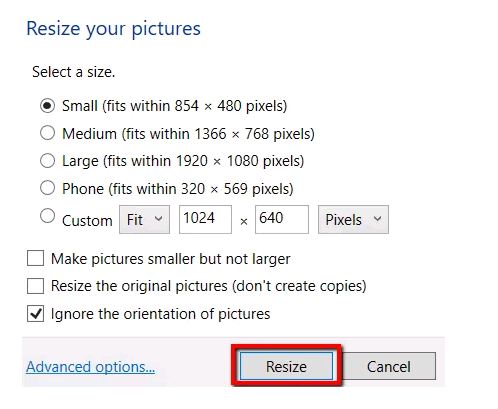 Resize your pictures
Select a size.
Small (fits within 854 × 480 pixels)
Medium (fits within 1366 × 768 pixels)
Large (fits within 1920 × 1080 pixels)
Phone (fits within 320 × 569 pixels)
Custom Fit 1024 × 640 Pixels
Make pictures smaller but not larger
Resize the original pictures (don't create copies)
Ignore the orientation of pictures
Advanced options... Resize Cancel